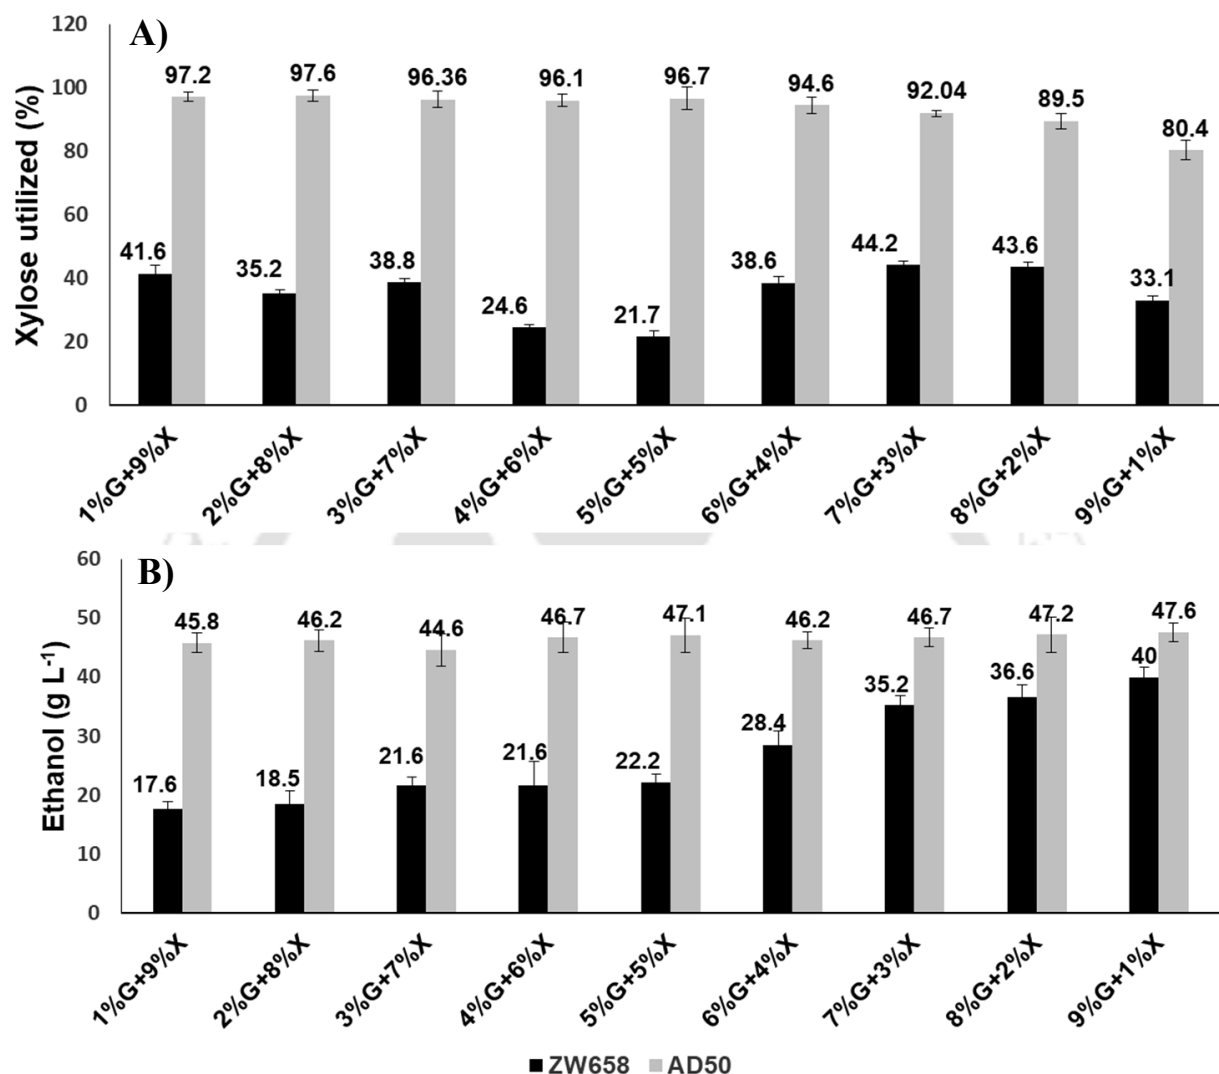 A)
Xylose utilized (%)
120
100
80
60
40
20
0
97.2 97.6 96.36 96.1 96.7 94.6 92.04 89.5 80.4
41.6 35.2 38.8 24.6 21.7 38.6 44.2 43.6 33.1
1%G+9%X 2%G+8%X 3%G+7%X 4%G+6%X 5%G+5%X 6%G+4%X 7%G+3%X 8%G+2%X 9%G+1%X
B)
Ethanol (g L-1)
60
50
40
30
20
10
0
45.8 46.2 44.6 46.7 47.1 46.2 46.7 47.2 47.6
17.6 18.5 21.6 21.6 22.2 28.4 35.2 36.6 40
1%G+9%X 2%G+8%X 3%G+7%X 4%G+6%X 5%G+5%X 6%G+4%X 7%G+3%X 8%G+2%X 9%G+1%X
ZW658 AD50